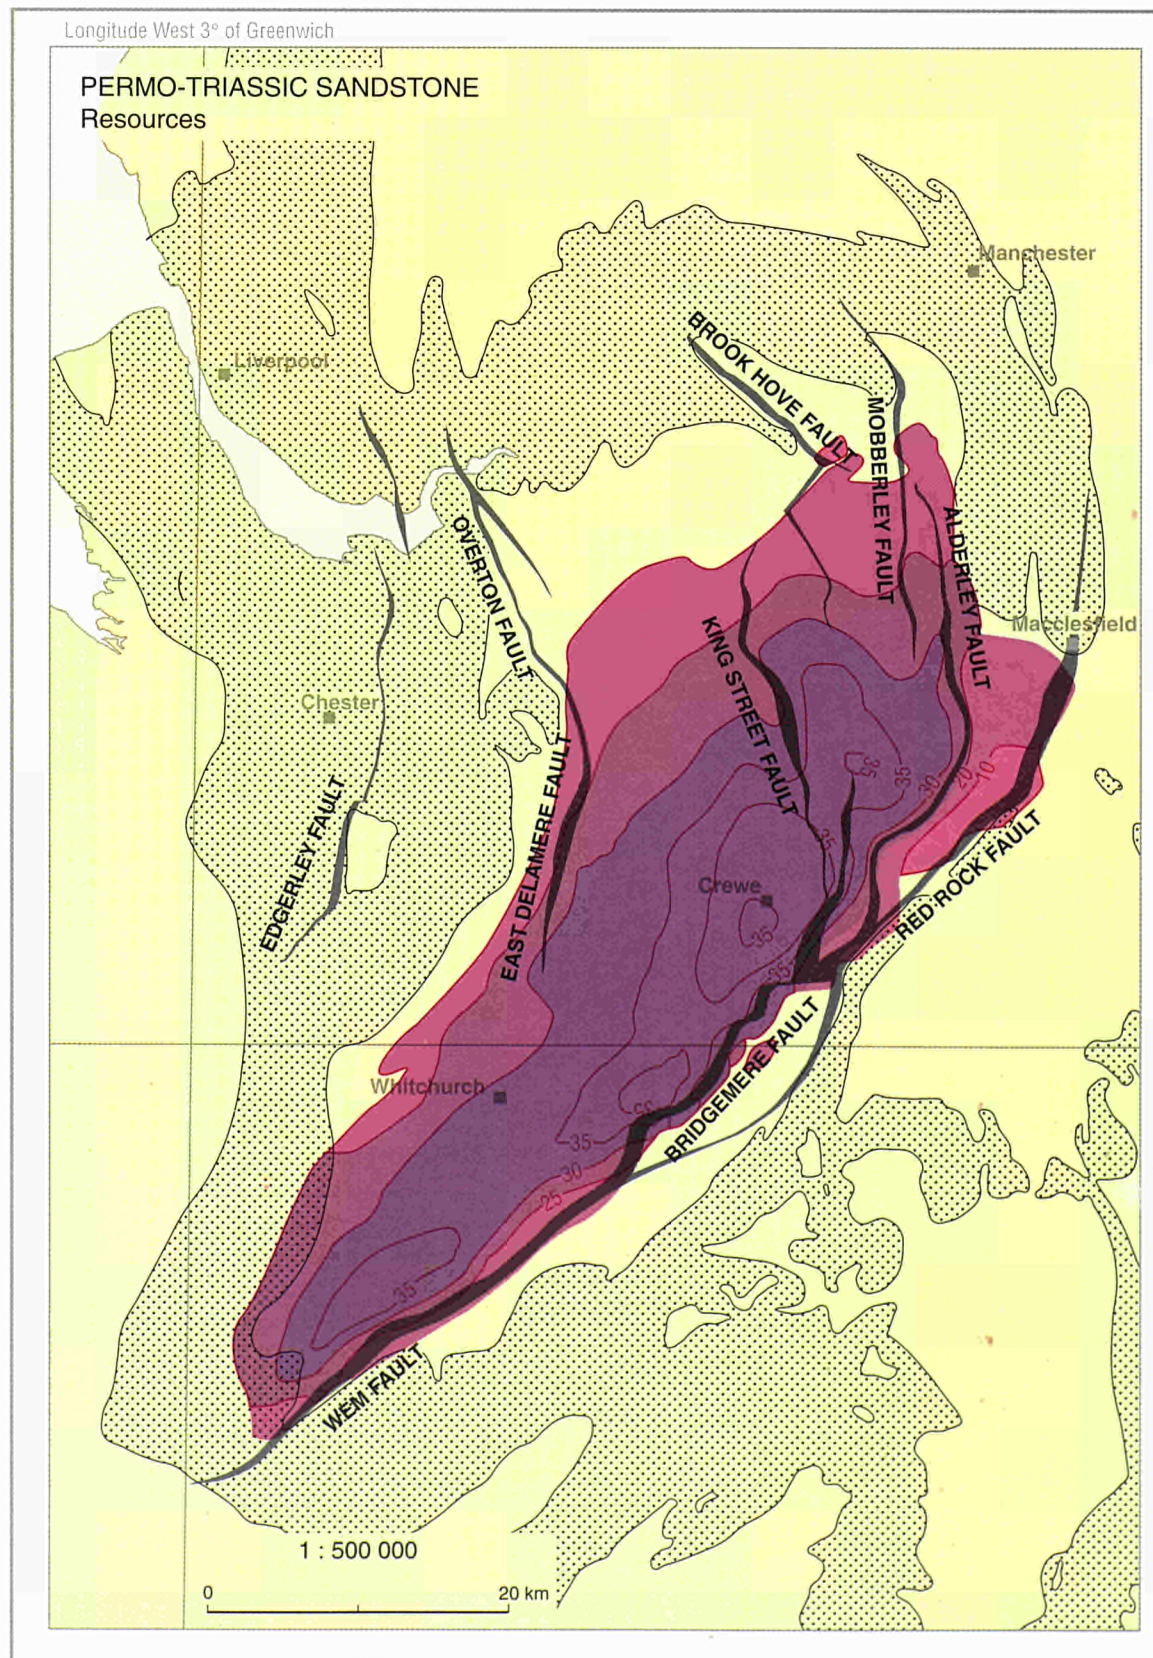 Longitude West 3° of Greenwich
PERMO-TRIASSIC SANDSTONE
Resources
Manchester
Liverpool
BROOK HOVE FAULT
MOBBERLEY FAULT
ALDERLEY FAULT
OVERTON FAULT
Macclesfield
KING STREET FAULT
Chester
EAST DELAMERE FAULT
EDGERLEY FAULT
35
35
30
20
10
35
RED ROCK FAULT
Crewe
35
35
BRIDGEMERE FAULT
Whitchurch
35
35
30
25
35
WEM FAULT
1 : 500 000
0
20 km